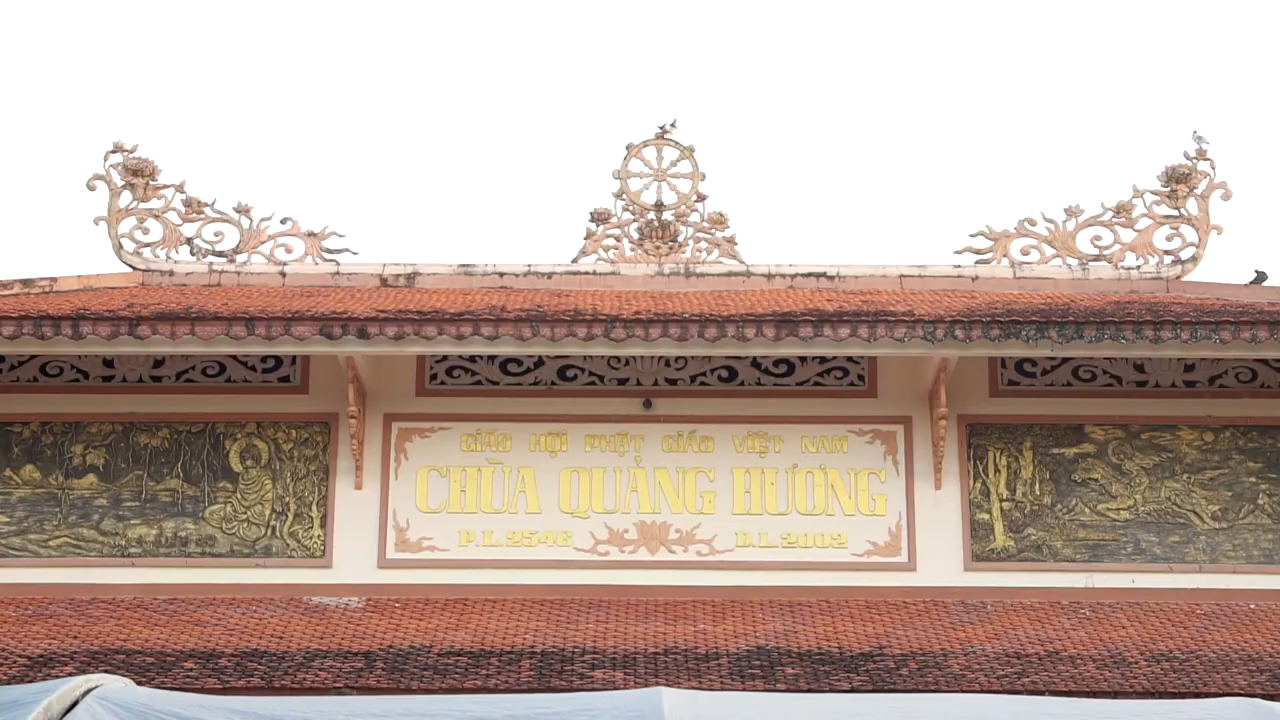 GIÁO HỘI PHẬT GIÁO VIỆT NAM
CHÙA QUẢNG HƯƠNG
P.L.2546 D.L.2002